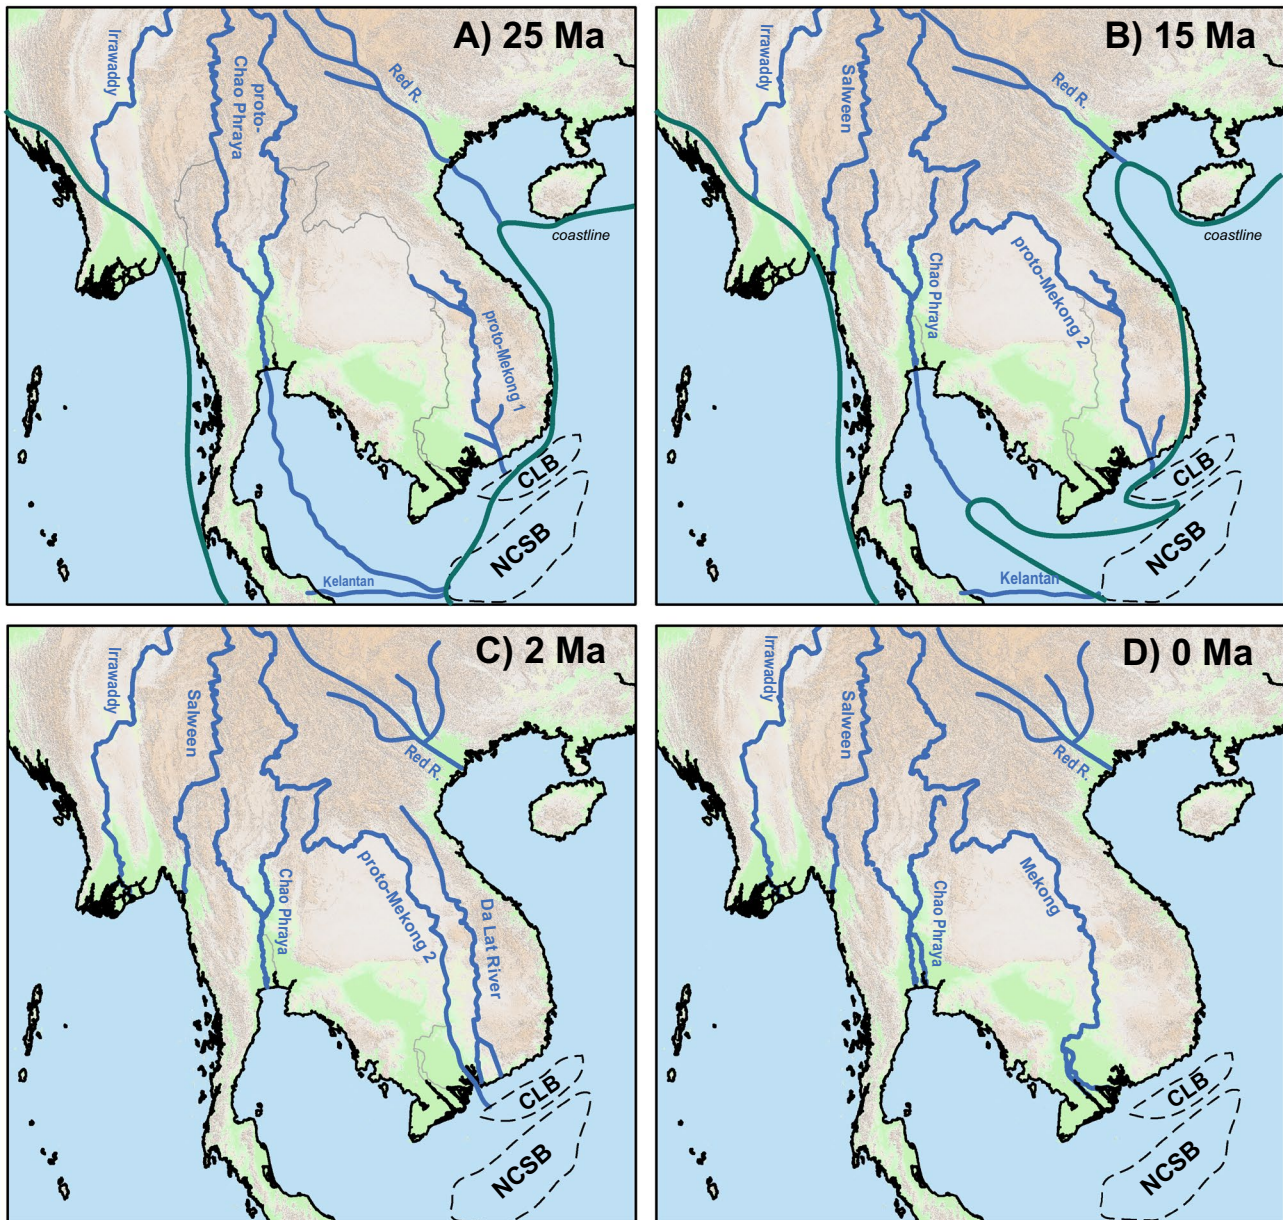 A) 25 Ma
Irrawaddy
proto-
Chao Phraya
Red R.
coastline
proto-Mekong 1
CLB
NCSB
Kelantan
B) 15 Ma
Irrawaddy
Salween
Red R.
coastline
Chao Phraya
proto-Mekong 2
CLB
NCSB
Kelantan
C) 2 Ma
Irrawaddy
Salween
Red R.
Chao Phraya
proto-Mekong 2
Da Lat River
CLB
NCSB
D) 0 Ma
Irrawaddy
Salween
Red R.
Chao Phraya
Mekong
CLB
NCSB